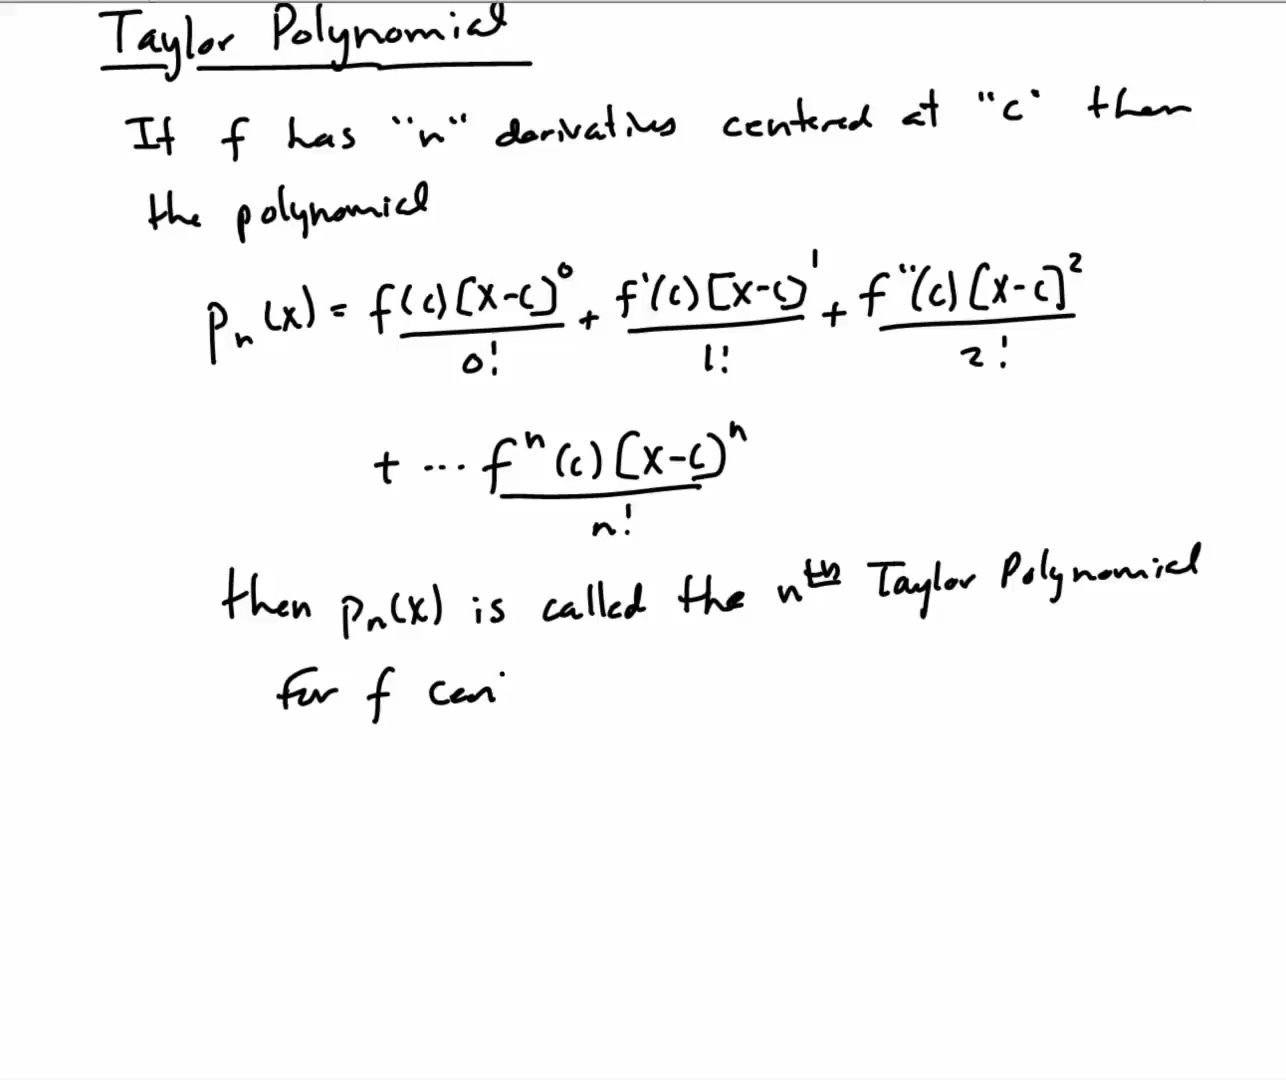 Taylor Polynomial
If f has "n" derivatives centered at "c" then
the polynomial
Pn(x) = f(c)[x-c]^0/0! + f'(c)[x-c]^1/1! + f''(c)[x-c]^2/2!
+ ... f^n(c)[x-c]^n/n!
then Pn(x) is called the nth Taylor Polynomial
for f